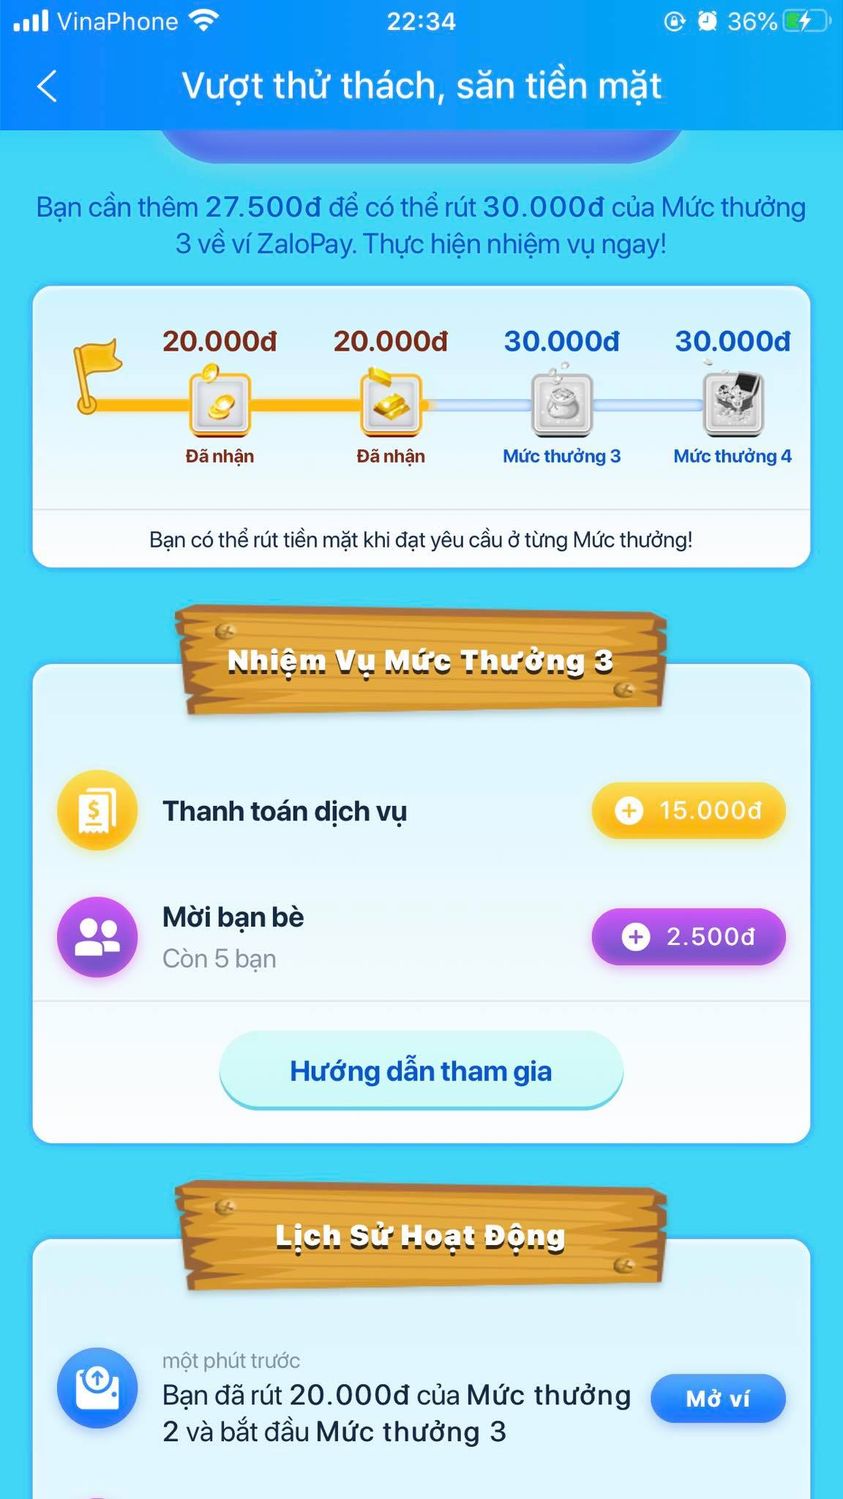 VinaPhone 22:34 36%
Vượt thử thách, săn tiền mặt
Bạn cần thêm 27.500đ để có thể rút 30.000đ của Mức thưởng
3 về ví ZaloPay. Thực hiện nhiệm vụ ngay!
20.000đ 20.000đ 30.000đ 30.000đ
Đã nhận Đã nhận Mức thưởng 3 Mức thưởng 4
Bạn có thể rút tiền mặt khi đạt yêu cầu ở từng Mức thưởng!
Nhiệm Vụ Mức Thưởng 3
Thanh toán dịch vụ + 15.000đ
Mời bạn bè
Còn 5 bạn + 2.500đ
Hướng dẫn tham gia
Lịch Sử Hoạt Động
một phút trước
Bạn đã rút 20.000đ của Mức thưởng
2 và bắt đầu Mức thưởng 3
Mở ví